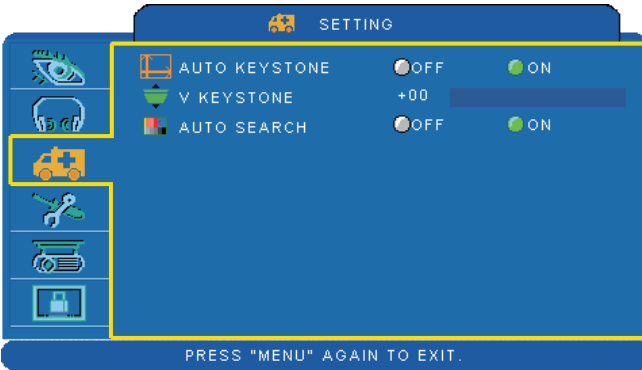 SETTING
AUTO KEYSTONE OFF ON
V KEYSTONE +00
AUTO SEARCH OFF ON
PRESS "MENU" AGAIN TO EXIT.